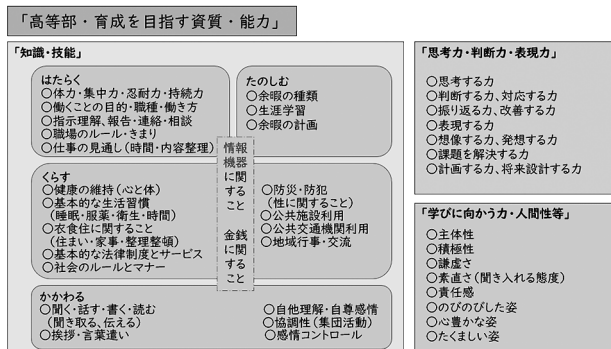 「高等部・育成を目指す資質・能力」
「知識・技能」
はたらく
○体力・集中力・忍耐力・持続力
○働くことの目的・職種・働き方
○指示理解、報告・連絡・相談
○職場のルール・きまり
○仕事の見通し(時間・内容整理)
たのしむ
○余暇の種類
○生涯学習
○余暇の計画
情報
機器
に関
する
こと
金銭
に関
する
こと
くらす
○健康の維持(心と体)
○基本的な生活習慣
(睡眠・服薬・衛生・時間)
○衣食住に関すること
(住まい・家事・整理整頓)
○基本的な法律制度とサービス
○社会のルールとマナー
○防災・防犯
(性に関すること)
○公共施設利用
○公共交通機関利用
○地域行事・交流
かかわる
○聞く・話す・書く・読む
(聞き取る、伝える)
○挨拶・言葉遣い
○自他理解・自尊感情
○協調性(集団活動)
○感情コントロール
「思考力・判断力・表現力」
○思考する力
○判断する力、対応する力
○振り返る力、改善する力
○表現する力
○想像する力、発想する力
○課題を解決する力
○計画する力、将来設計する力
「学びに向かう力・人間性等」
○主体性
○積極性
○謙虚さ
○素直さ(聞き入れる態度)
○責任感
○のびのびした姿
○心豊かな姿
○たくましい姿